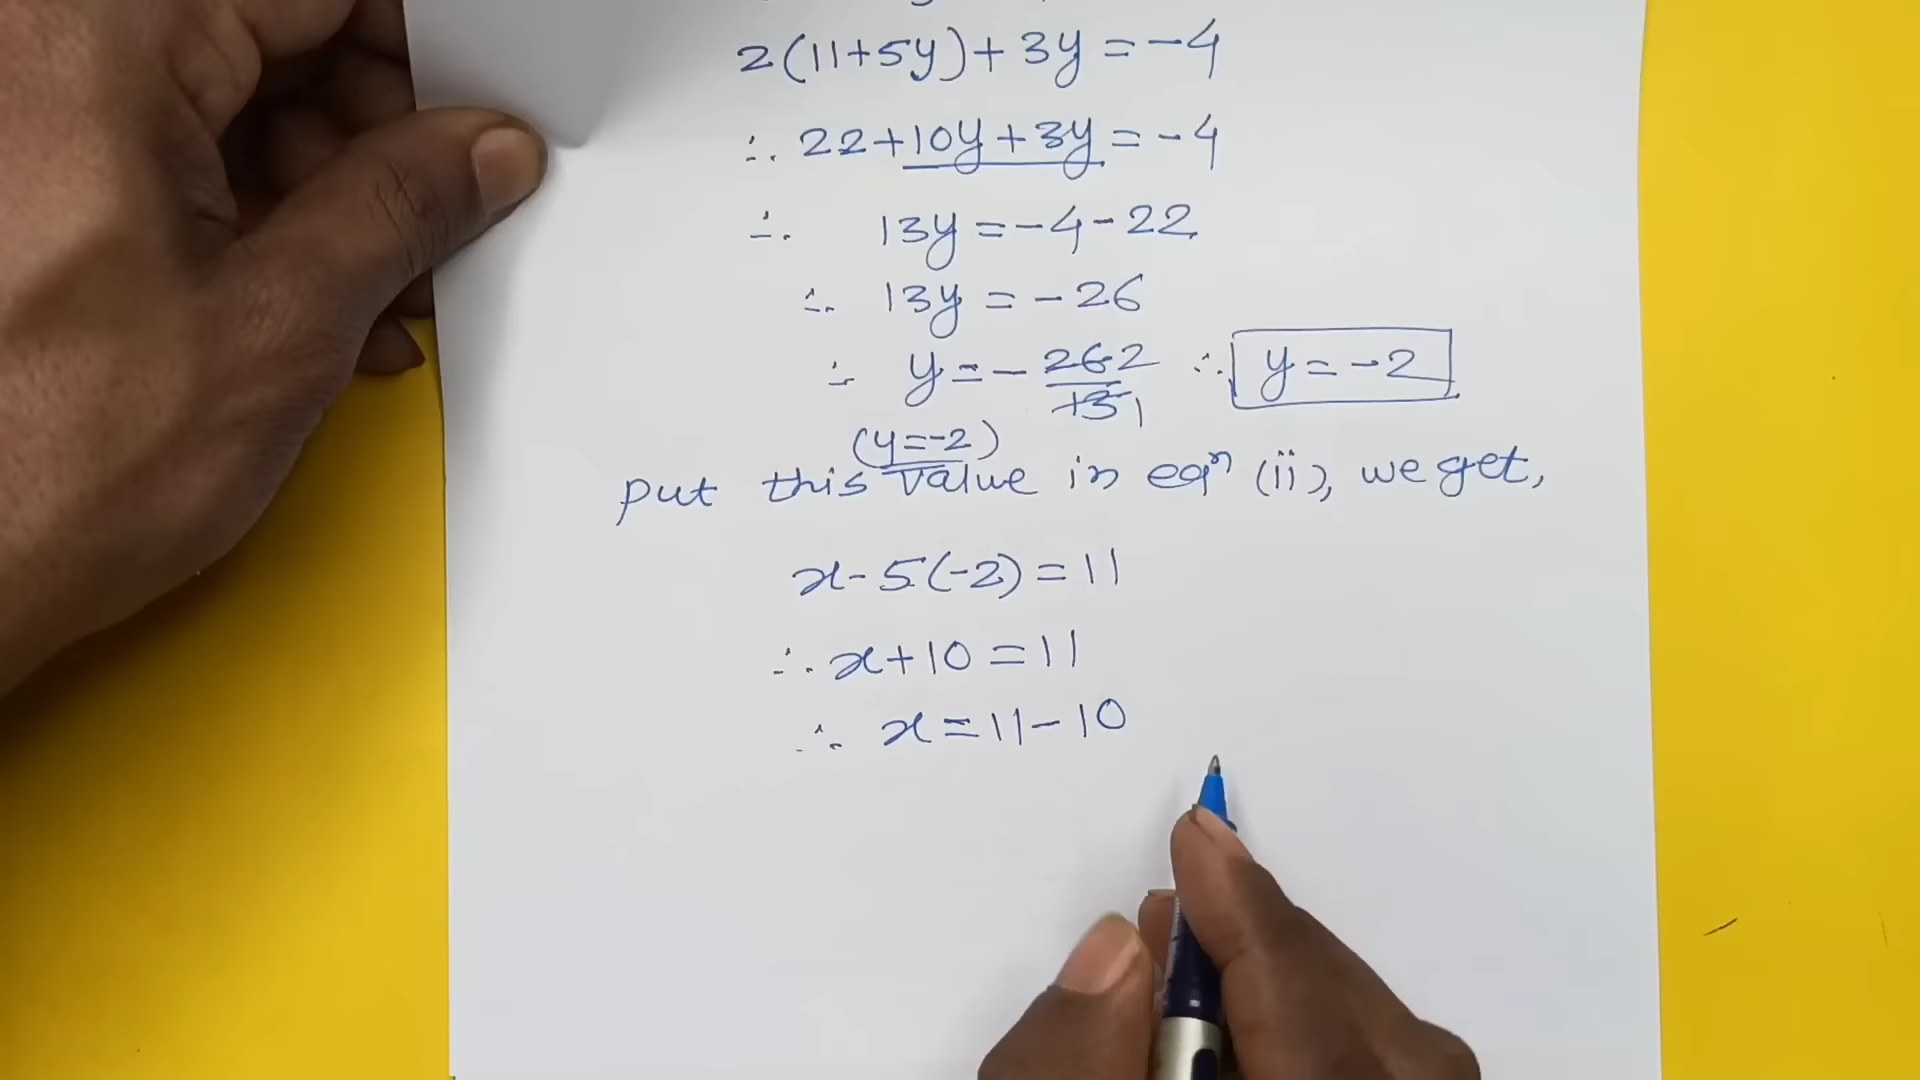 2(11+5y)+3y=-4
∴ 22+10y+3y=-4
∴ 13y=-4-22
∴ 13y=-26
∴ y=-26 2/13 1 ∴ y=-2
(y=-2)
put this value in eqⁿ (ii), we get,
x-5(-2)=11
∴ x+10=11
∴ x=11-10